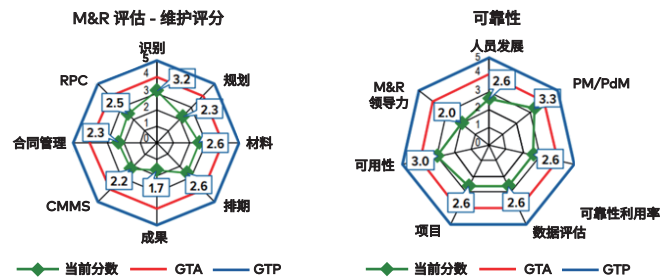 M&R 评估 - 维护评分
识别
5
4
3
2
1
0
3.2
规划
2.3
材料
2.6
排期
2.6
成果
1.7
CMMS
2.2
合同管理
2.3
RPC
2.5
当前分数
GTA
GTP
可靠性
人员发展
5
4
3
2
1
0
2.6
PM/PdM
3.3
可靠性利用率
2.6
数据评估
2.6
项目
2.6
可用性
3.0
M&R
领导力
2.0
当前分数
GTA
GTP